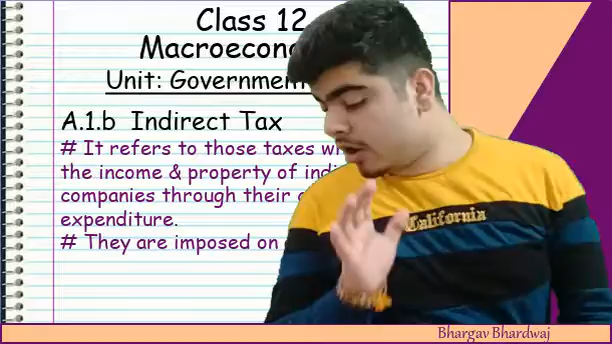 Class 12
Macroecono
Unit: Governmen
A.1.b Indirect Tax
# It refers to those taxes w
the income & property of indi
companies through their
expenditure.
# They are imposed on
California
Bhargav Bhardwaj